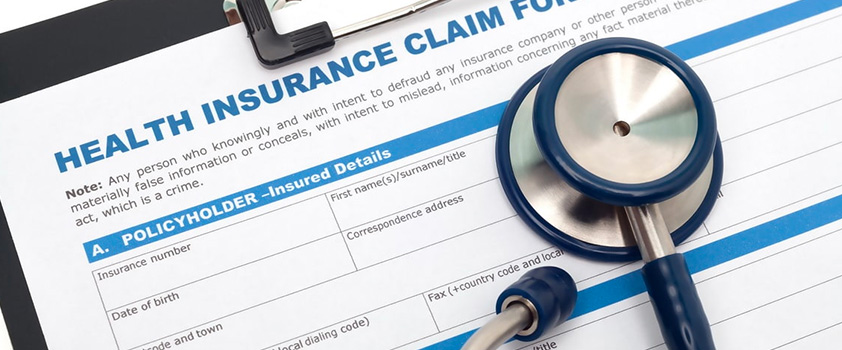 HEALTH INSURANCE CLAIM FOR
Note: Any person who knowingly and with intent to defraud any insurance company or other person
materially false information or conceals, with intent to mislead, information concerning any fact material there
act, which is a crime.
A. POLICYHOLDER –Insured Details
Insurance number
First name(s)/surname/title
Date of birth
Correspondence address
code and town
local dialing code)
Fax (+country code and local
/title